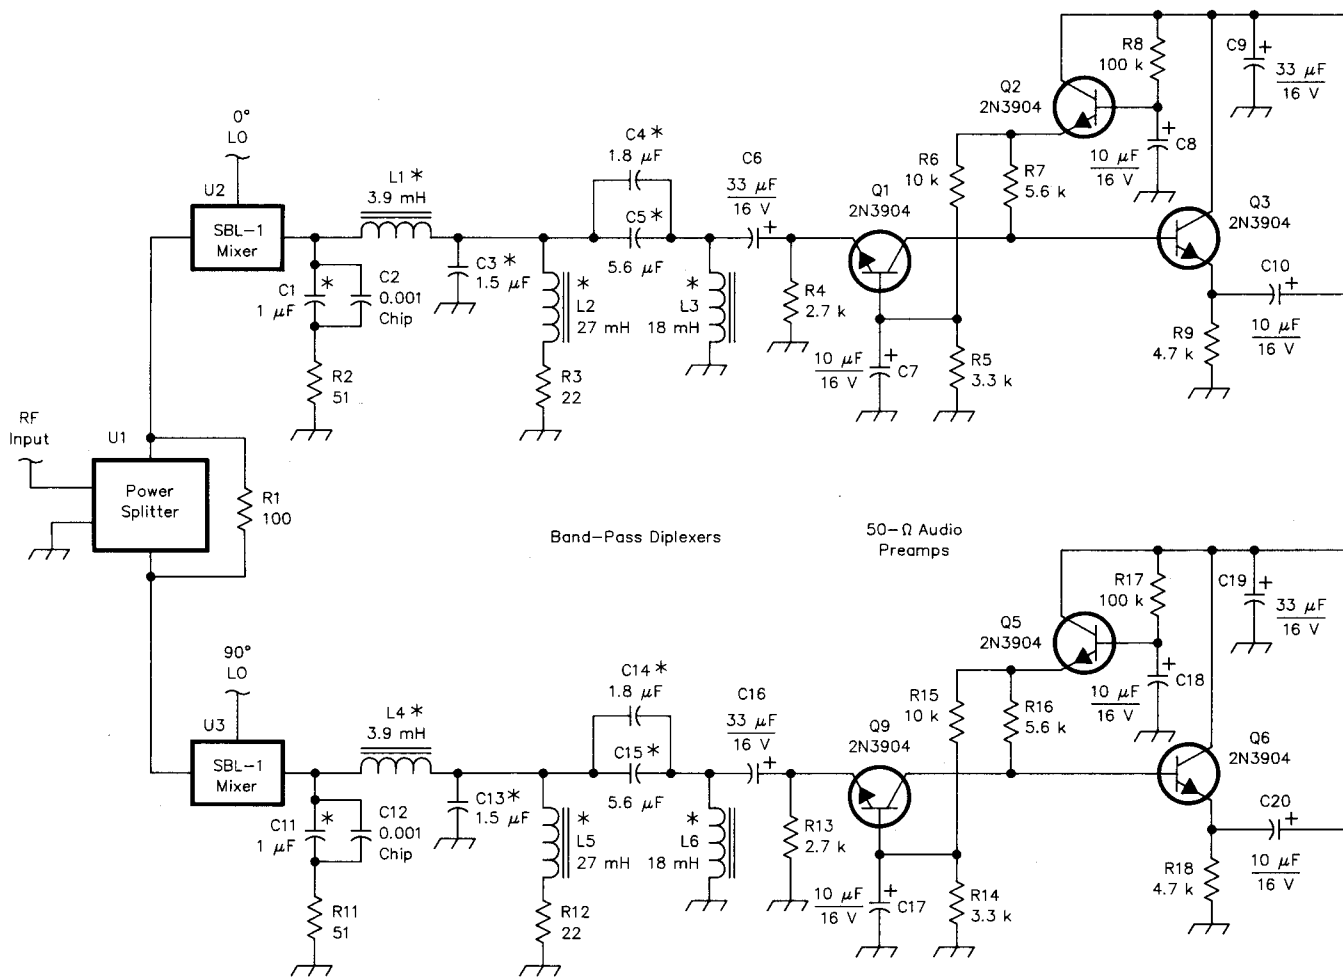 0°
LO
U2
SBL-1
Mixer
L1 *
3.9 mH
C1
1 µF
*
C2
0.001
Chip
R2
51
C3 *
1.5 µF
*
L2
27 mH
R3
22
C4 *
1.8 µF
C5 *
5.6 µF
*
L3
18 mH
C6
33 µF
16 V
+
R4
2.7 k
Q1
2N3904
10 µF
16 V
+
C7
R6
10 k
R5
3.3 k
R7
5.6 k
Q2
2N3904
R8
100 k
10 µF
16 V
+
C8
C9
+
33 µF
16 V
Q3
2N3904
C10
+
10 µF
16 V
R9
4.7 k
RF
Input
U1
Power
Splitter
R1
100
Band-Pass Diplexers
50-Ω Audio
Preamps
90°
LO
U3
SBL-1
Mixer
L4 *
3.9 mH
C11
1 µF
*
C12
0.001
Chip
R11
51
C13 *
1.5 µF
*
L5
27 mH
R12
22
C14 *
1.8 µF
C15 *
5.6 µF
*
L6
18 mH
C16
33 µF
16 V
+
R13
2.7 k
Q9
2N3904
10 µF
16 V
+
C17
R15
10 k
R14
3.3 k
R16
5.6 k
Q5
2N3904
R17
100 k
10 µF
16 V
+
C18
C19
+
33 µF
16 V
Q6
2N3904
C20
+
10 µF
16 V
R18
4.7 k